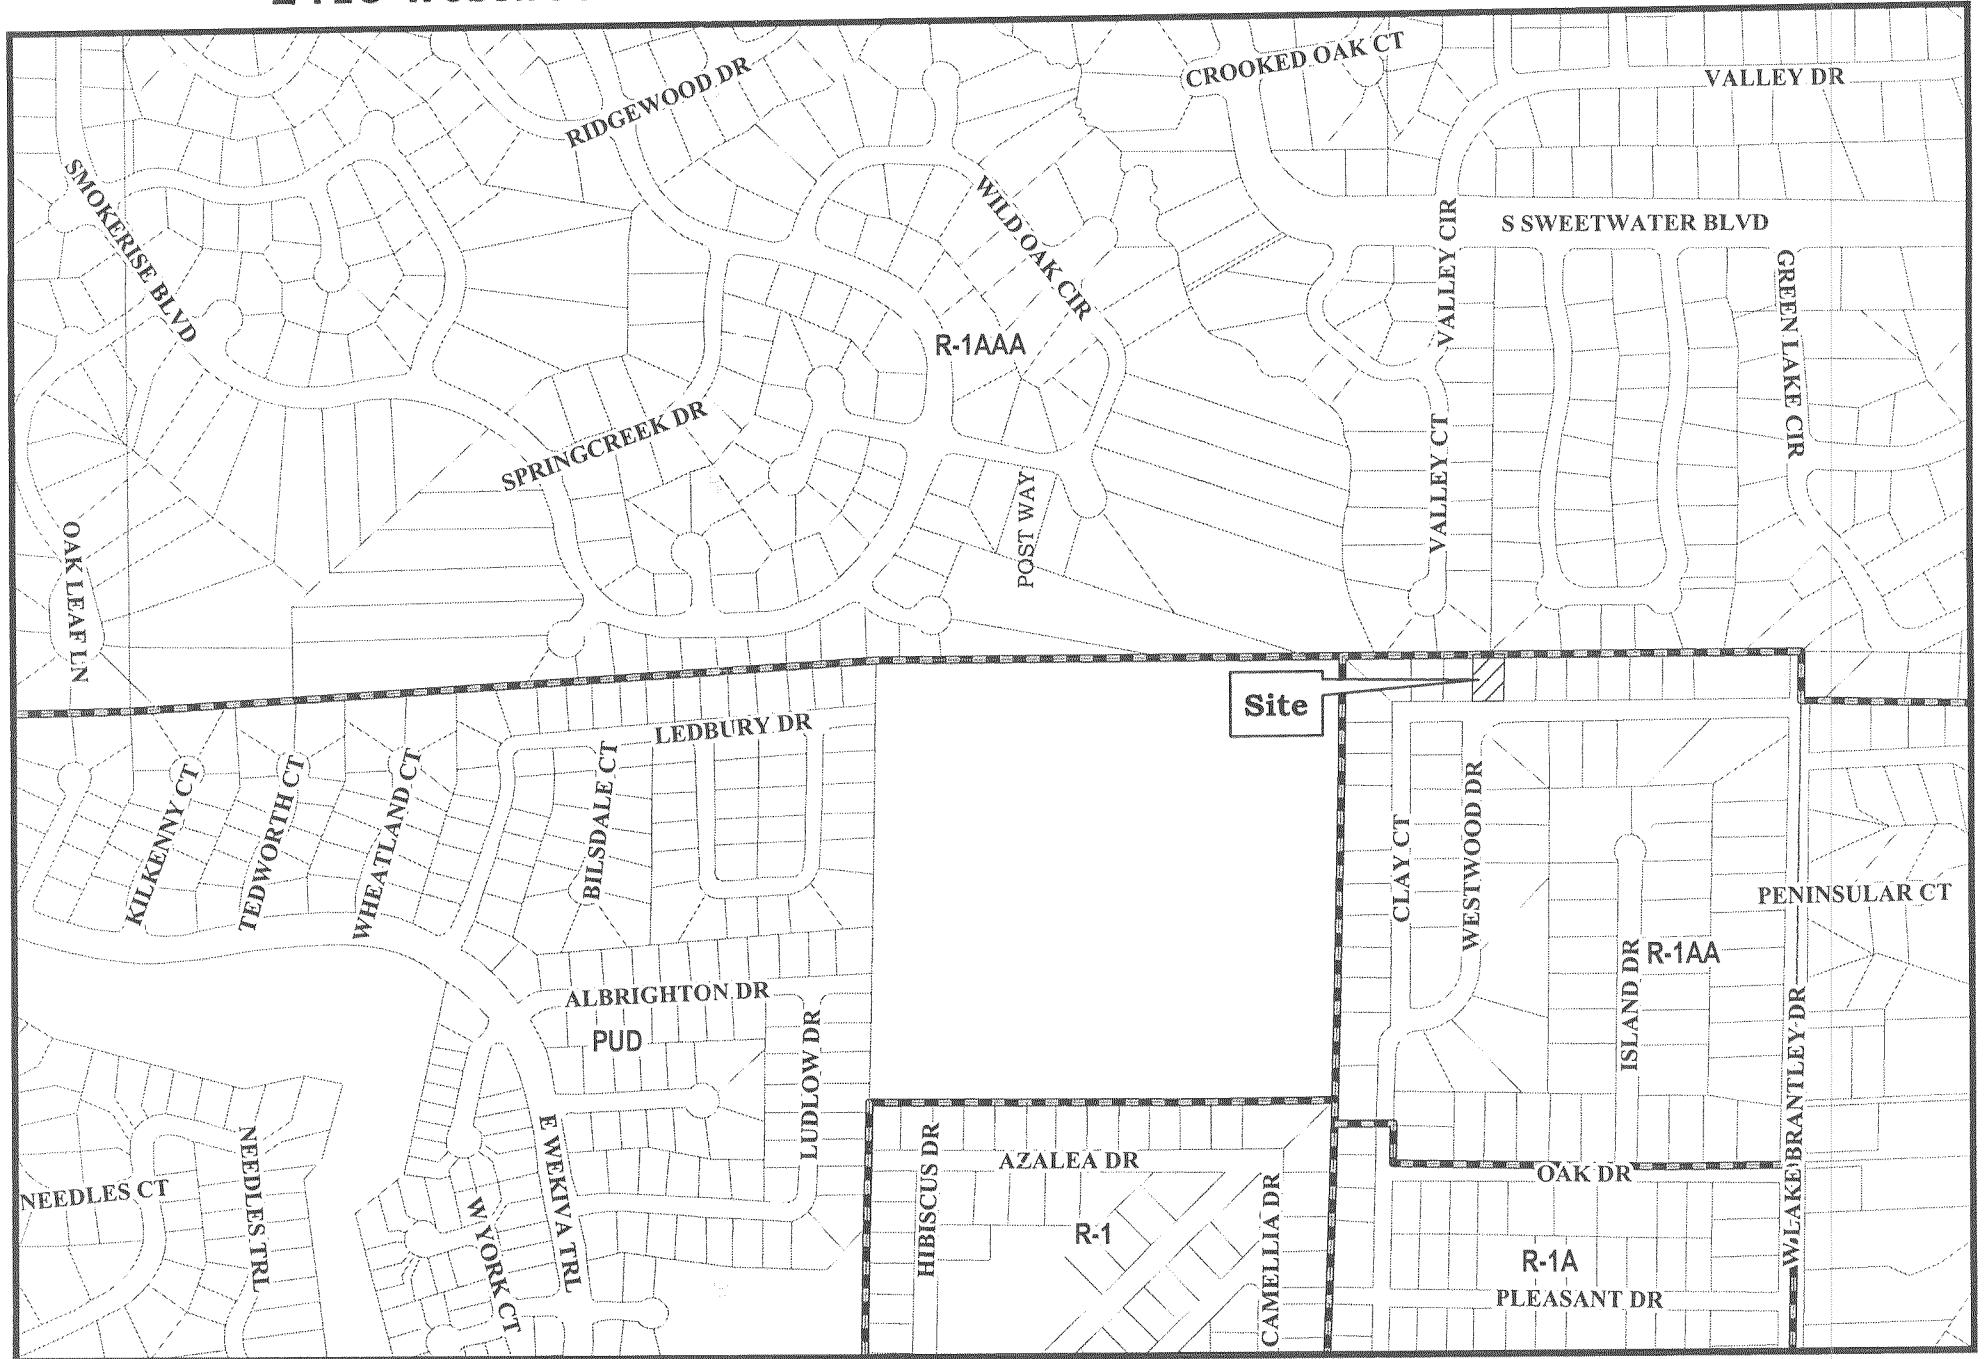 CROOKED OAK CT
VALLEY DR
RIDGEWOOD DR
SMOKERISE BLVD
WILD OAK CIR
VALLEY CIR
S SWEETWATER BLVD
GREEN LAKE CIR
R-1AAA
SPRINGCREEK DR
POST WAY
VALLEY CT
OAK LEAF LN
Site
LEDBURY DR
KILKENNY CT
TEDWORTH CT
WHEATLAND CT
BILSDALE CT
CLAY CT
WESTWOOD DR
PENINSULAR CT
ISLAND DR
R-1AA
ALBRIGHTON DR
PUD
LUDLOW DR
W LAKE BRANTLEY DR
NEEDLES CT
NEEDLES TRL
E WEKIVA TRL
W YORK CT
HIBISCUS DR
AZALEA DR
R-1
CAMELLIA DR
OAK DR
R-1A
PLEASANT DR